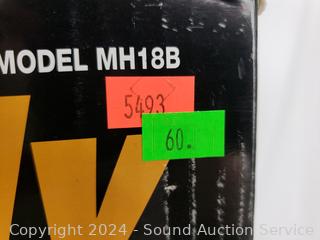 MODEL MH18B
5493
60.
Copyright 2024 - Sound Auction Service